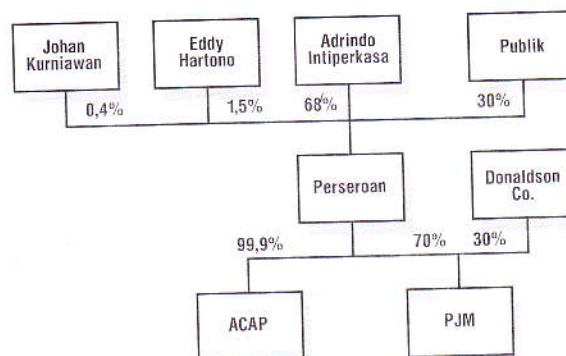 Johan
Kurniawan
Eddy
Hartono
Adrindo
Intiperkasa
Publik
0,4%
1,5%
68%
30%
Perseroan
Donaldson
Co.
99,9%
70%
30%
ACAP
PJM